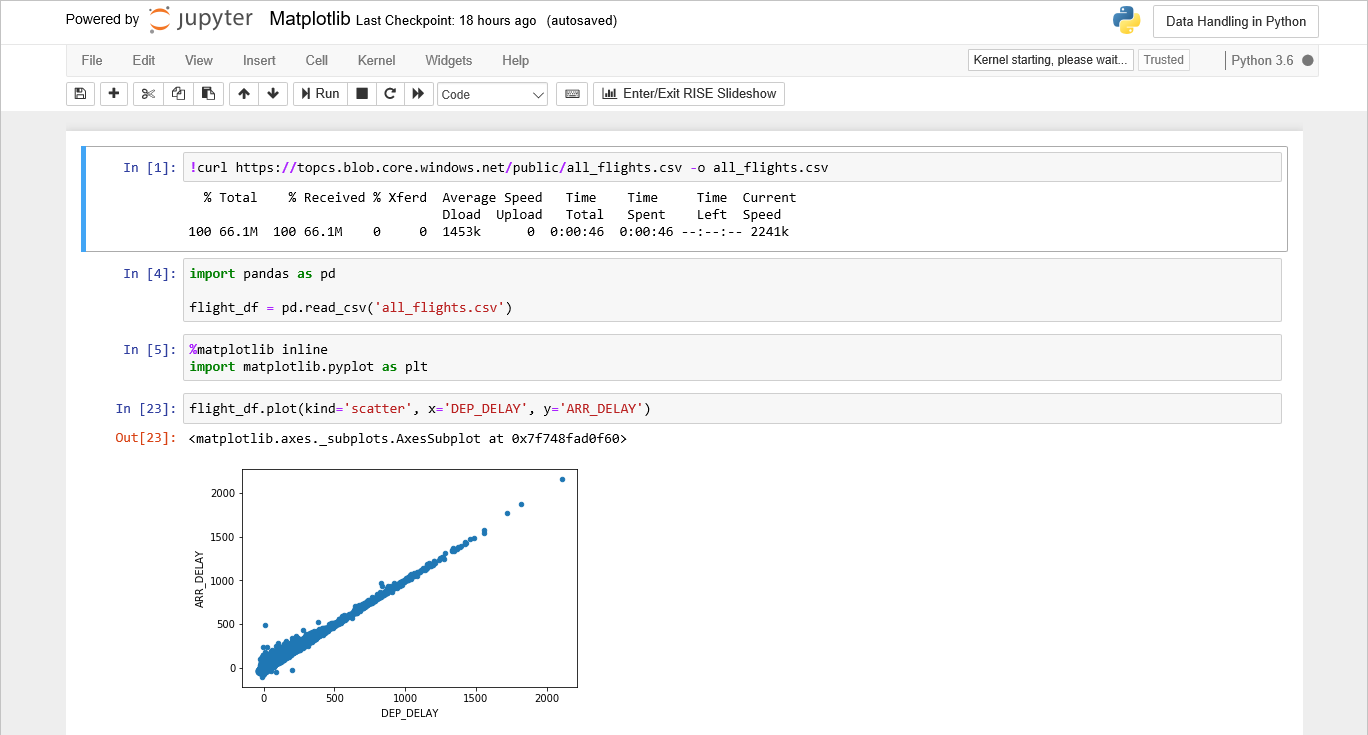 Powered by jupyter Matplotlib Last Checkpoint: 18 hours ago (autosaved) Data Handling in Python
File Edit View Insert Cell Kernel Widgets Help Kernel starting, please wait... Trusted Python 3.6
Run Code Enter/Exit RISE Slideshow
In [1]: !curl https://topcs.blob.core.windows.net/public/all_flights.csv -o all_flights.csv
% Total % Received % Xferd Average Speed Time Time Time Current
Dload Upload Total Spent Left Speed
100 66.1M 100 66.1M 0 0 1453k 0 0:00:46 0:00:46 --:--:-- 2241k
In [4]: import pandas as pd
flight_df = pd.read_csv('all_flights.csv')
In [5]: %matplotlib inline
import matplotlib.pyplot as plt
In [23]: flight_df.plot(kind='scatter', x='DEP_DELAY', y='ARR_DELAY')
Out[23]: <matplotlib.axes._subplots.AxesSubplot at 0x7f748fad0f60>
2000
1500
1000
500
0
ARR_DELAY
0 500 1000 1500 2000
DEP_DELAY